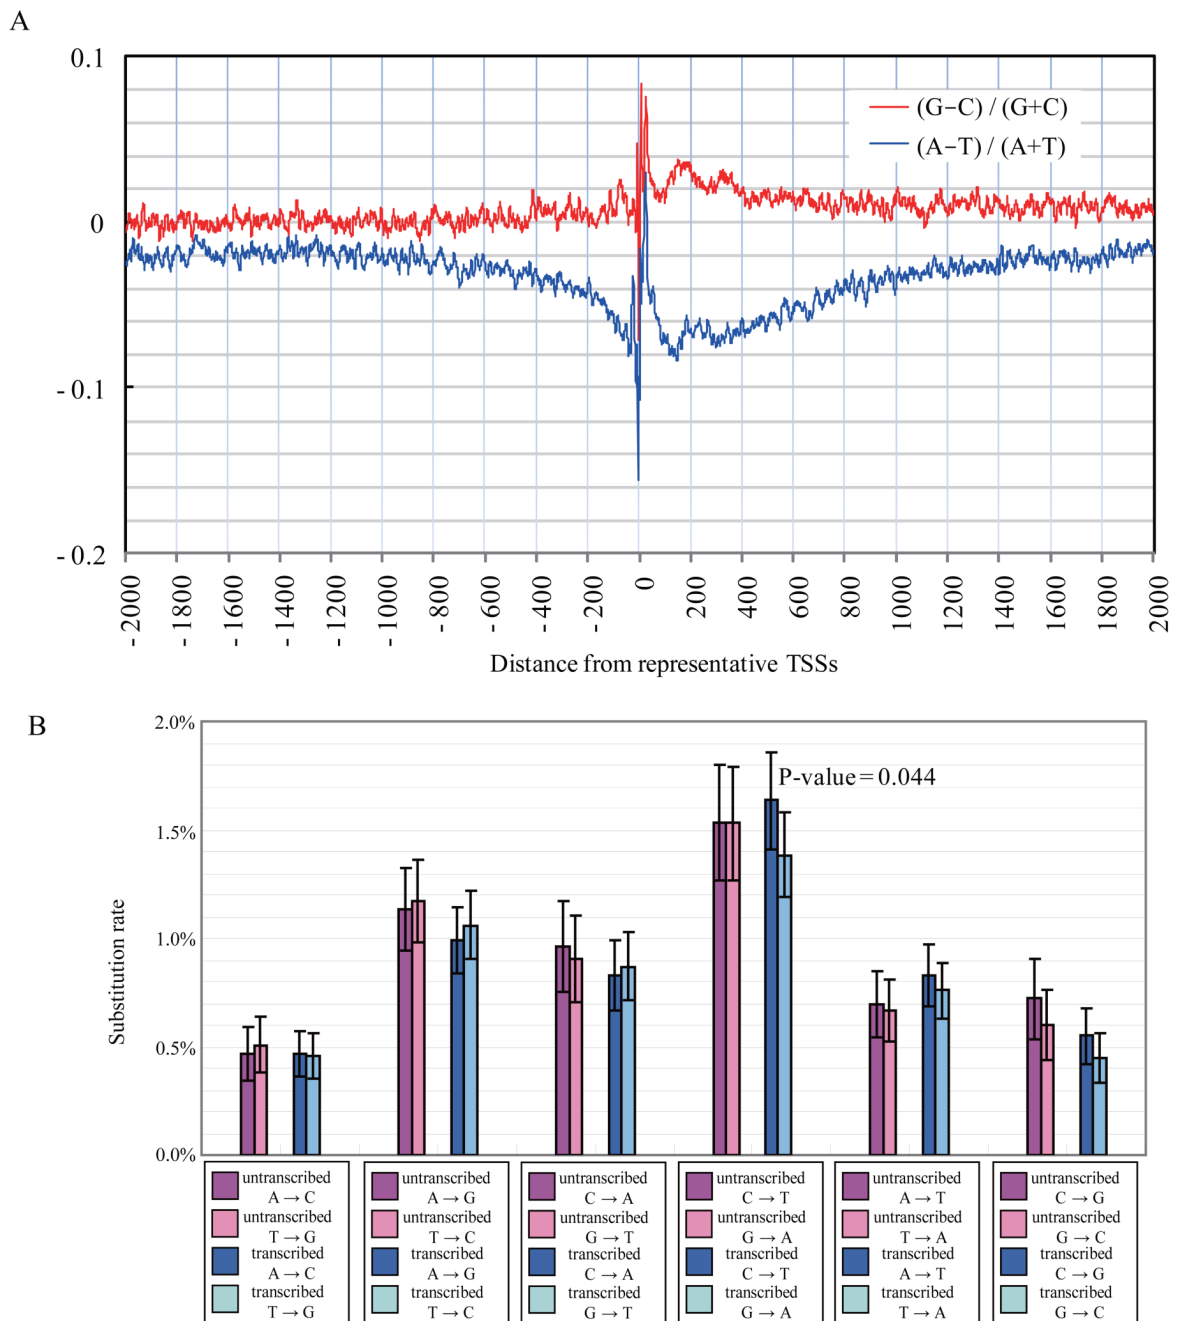 A
0.1
0
- 0.1
- 0.2
(G−C) / (G+C)
(A−T) / (A+T)
- 2000
- 1800
- 1600
- 1400
- 1200
- 1000
- 800
- 600
- 400
- 200
0
200
400
600
800
1000
1200
1400
1600
1800
2000
Distance from representative TSSs
B
2.0%
1.5%
1.0%
0.5%
0.0%
Substitution rate
P-value = 0.044
untranscribed
A → C
untranscribed
T → G
transcribed
A → C
transcribed
T → G
untranscribed
A → G
untranscribed
T → C
transcribed
A → G
transcribed
T → C
untranscribed
C → A
untranscribed
G → T
transcribed
C → A
transcribed
G → T
untranscribed
C → T
untranscribed
G → A
transcribed
C → T
transcribed
G → A
untranscribed
A → T
untranscribed
T → A
transcribed
A → T
transcribed
T → A
untranscribed
C → G
untranscribed
G → C
transcribed
C → G
transcribed
G → C